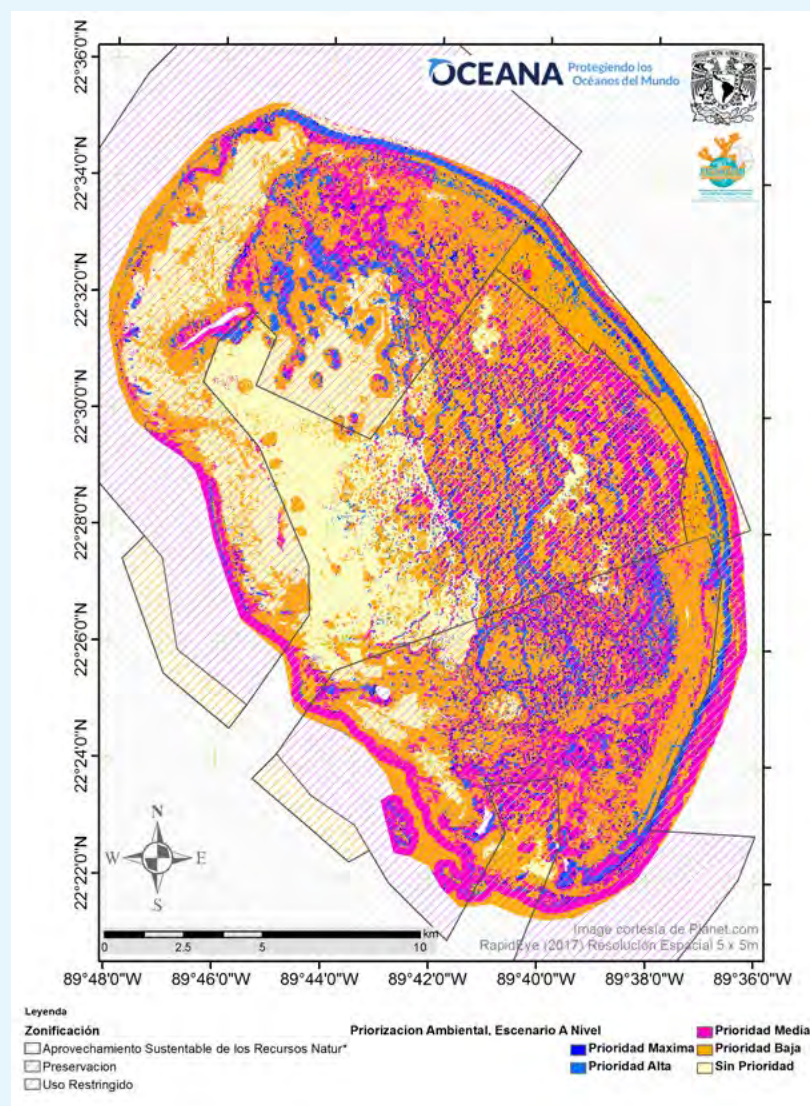 OCEANA Protegiendo los
Océanos del Mundo
22°36'0"N
22°34'0"N
22°32'0"N
22°30'0"N
22°28'0"N
22°26'0"N
22°24'0"N
22°22'0"N
N
W E
S
km
0 2.5 5 10
Image cortesía de Planet.com
RapidEye (2017) Resolución Espacial 5 x 5m
89°48'0"W 89°46'0"W 89°44'0"W 89°42'0"W 89°40'0"W 89°38'0"W 89°36'0"W
Leyenda
Zonificación
Aprovechamiento Sustentable de los Recursos Natur*
Preservacion
Uso Restringido
Priorizacion Ambiental, Escenario A Nivel
Prioridad Maxima
Prioridad Alta
Prioridad Media
Prioridad Baja
Sin Prioridad